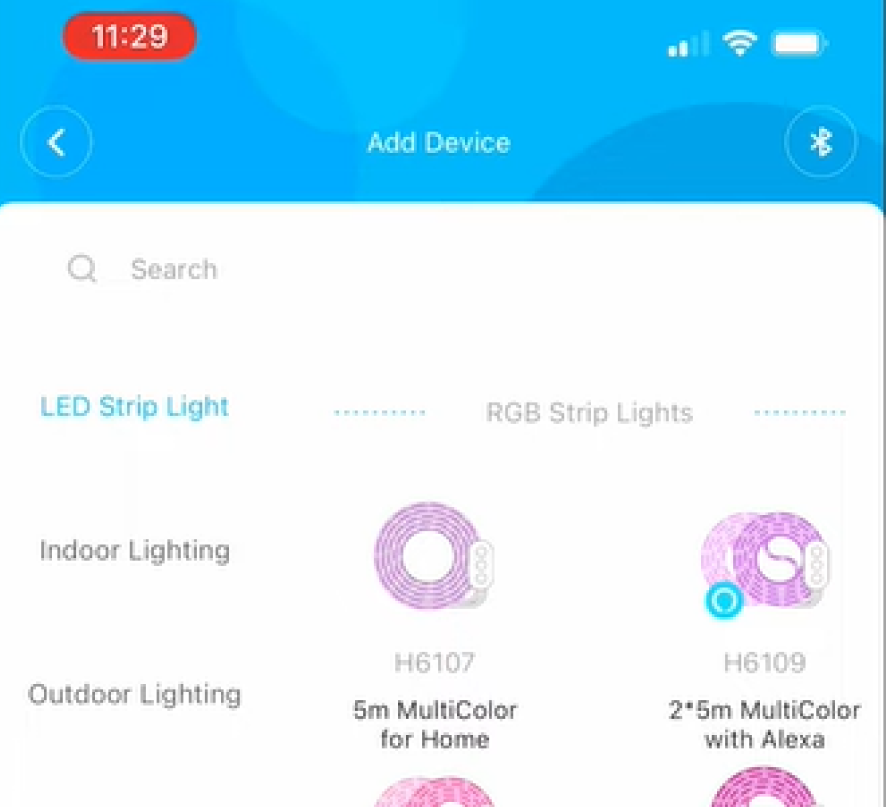 11:29
Add Device
Search
LED Strip Light
RGB Strip Lights
Indoor Lighting
Outdoor Lighting
H6107
5m MultiColor
for Home
H6109
2*5m MultiColor
with Alexa